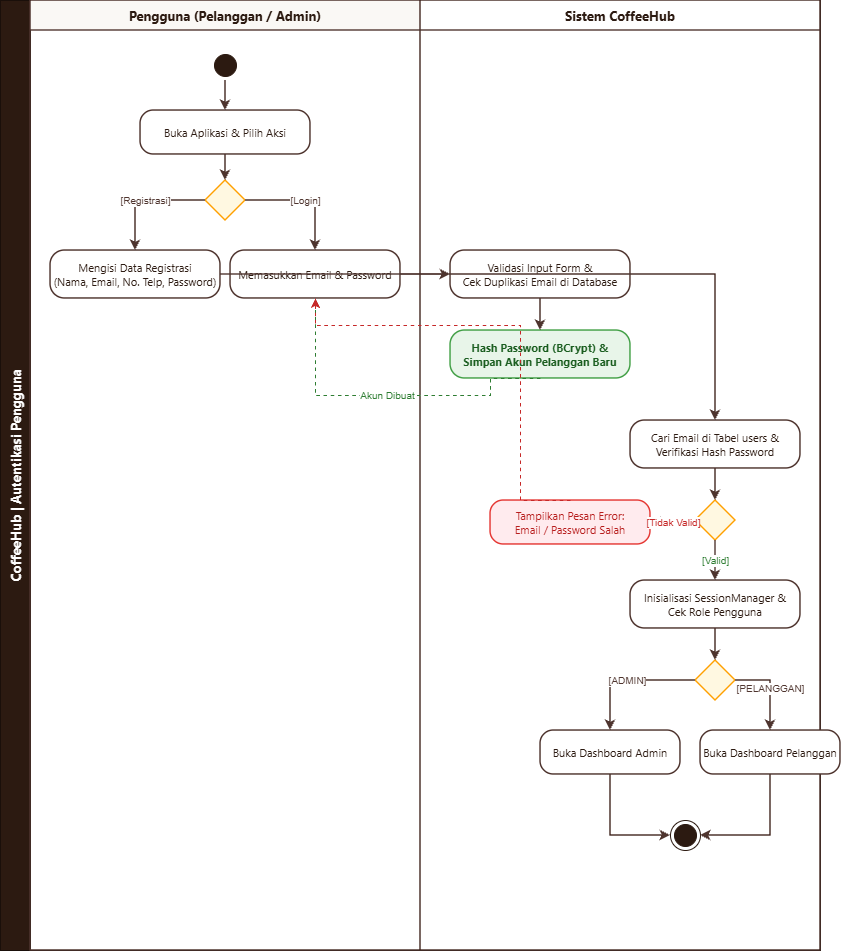 Pengguna (Pelanggan / Admin)
Sistem CoffeeHub
CoffeeHub | Autentikasi Pengguna
Buka Aplikasi & Pilih Aksi
[Registrasi]
[Login]
Mengisi Data Registrasi
(Nama, Email, No. Telp, Password)
Memasukkan Email & Password
Validasi Input Form &
Cek Duplikasi Email di Database
Hash Password (BCrypt) &
Simpan Akun Pelanggan Baru
Akun Dibuat
Cari Email di Tabel users &
Verifikasi Hash Password
Tampilkan Pesan Error:
Email / Password Salah
[Tidak Valid]
[Valid]
Inisialisasi SessionManager &
Cek Role Pengguna
[ADMIN]
[PELANGGAN]
Buka Dashboard Admin
Buka Dashboard Pelanggan